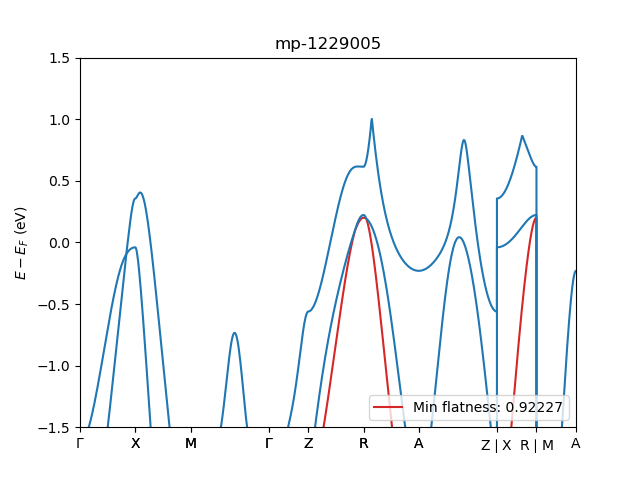 mp-1229005
E − E_F (eV)
1.5
1.0
0.5
0.0
−0.5
−1.0
−1.5
Min flatness: 0.92227
Γ X M Γ Z R A Z | X R | M A